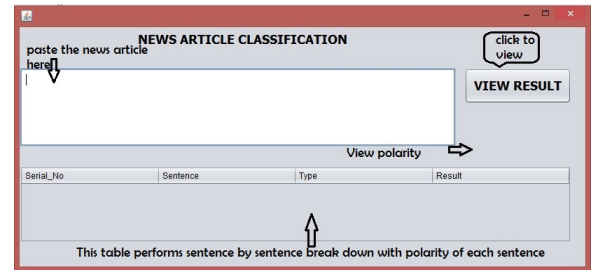 NEWS ARTICLE CLASSIFICATION
paste the news article
here
click to
view
VIEW RESULT
View polarity
Serial_No Sentence Type Result
This table performs sentence by sentence break down with polarity of each sentence